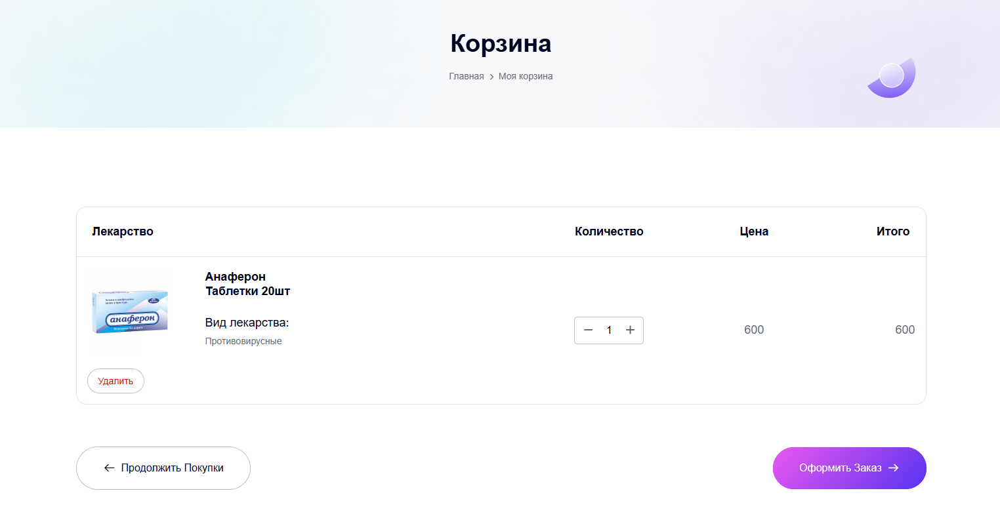 Корзина
Главная > Моя корзина
Лекарство Количество Цена Итого
Анаферон
Таблетки 20шт
анаферон
Вид лекарства:
Противовирусные
− 1 + 600 600
Удалить
← Продолжить Покупки
Оформить Заказ →